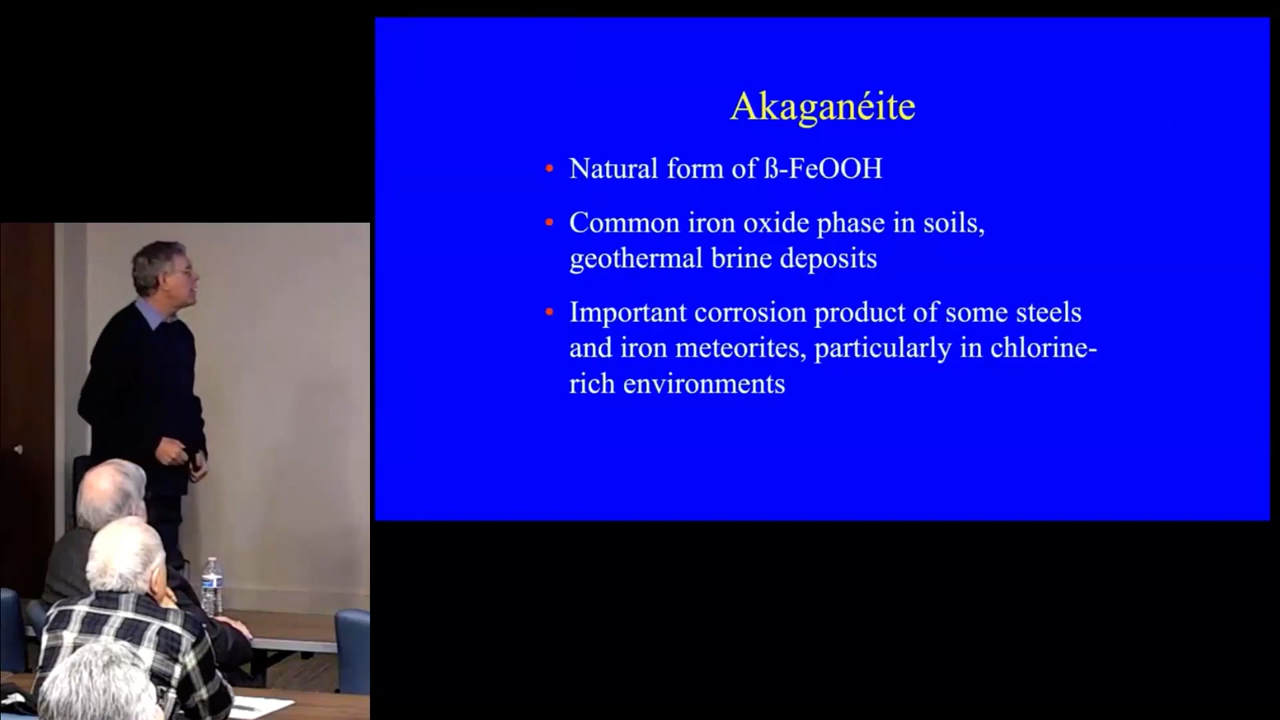 Akaganéite
• Natural form of ß-FeOOH
• Common iron oxide phase in soils,
geothermal brine deposits
• Important corrosion product of some steels
and iron meteorites, particularly in chlorine-
rich environments